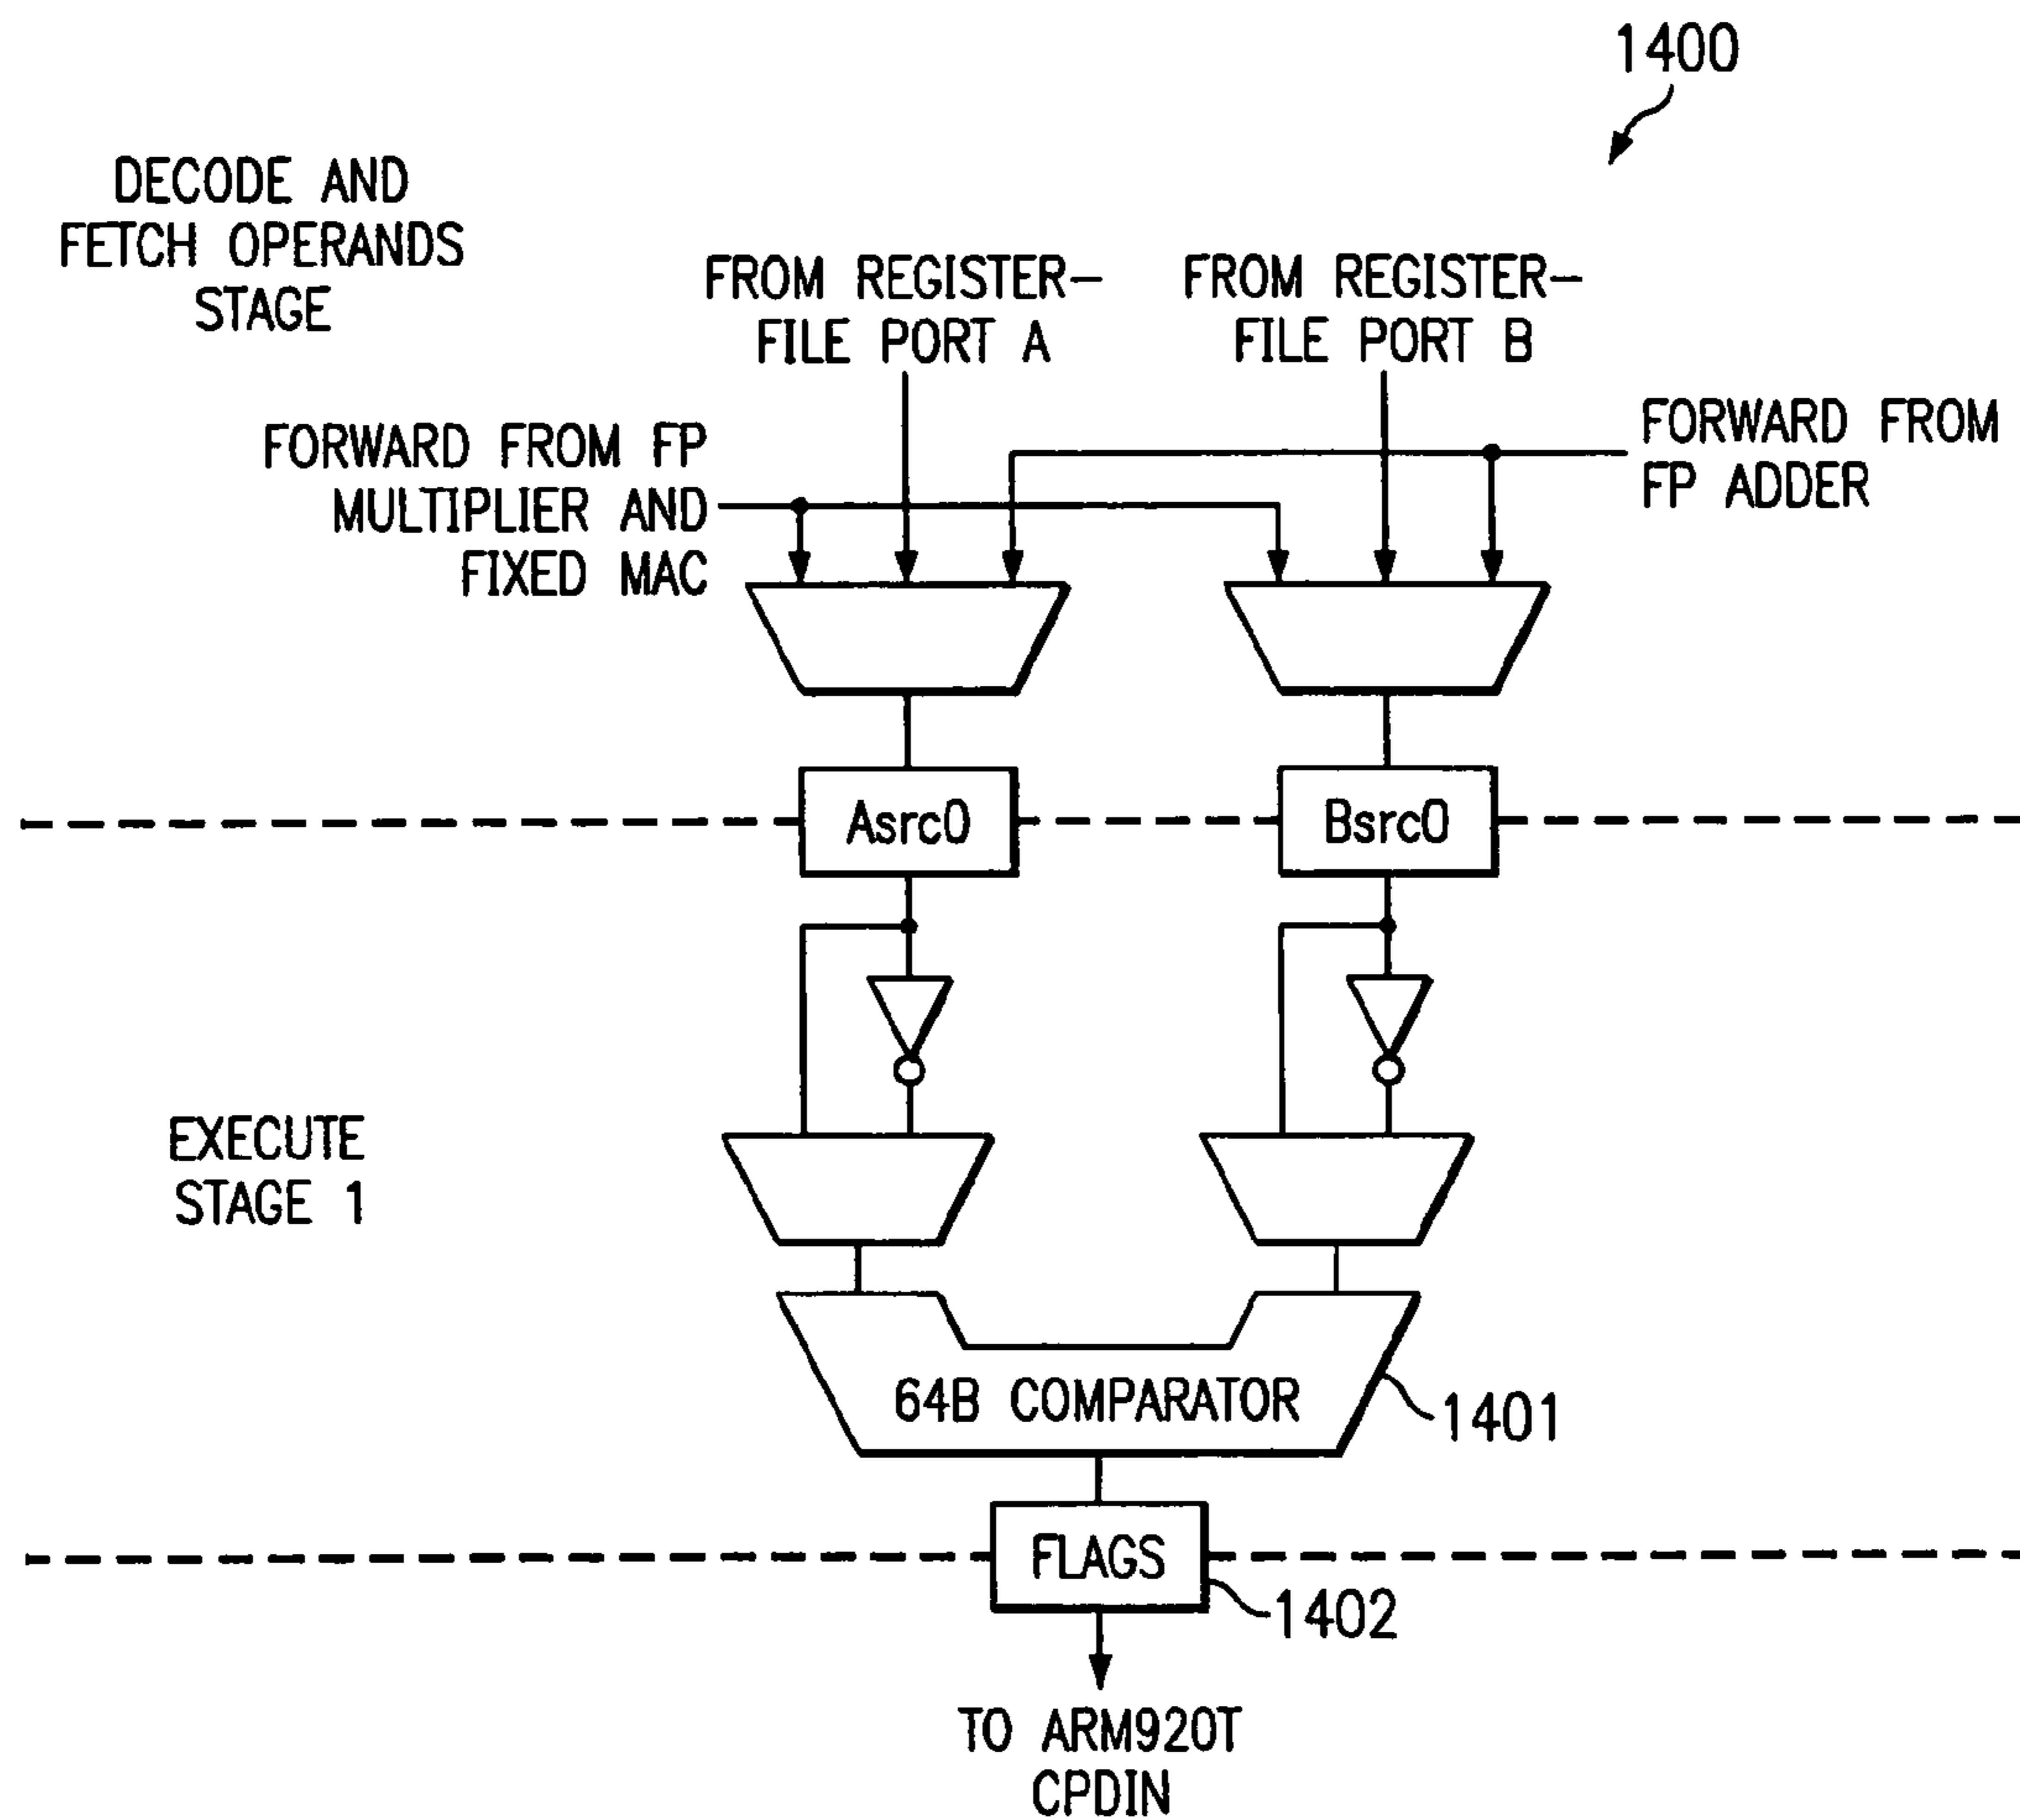 1400
DECODE AND
FETCH OPERANDS
STAGE
FROM REGISTER-
FILE PORT A
FROM REGISTER-
FILE PORT B
FORWARD FROM FP
MULTIPLIER AND
FIXED MAC
FORWARD FROM
FP ADDER
Asrc0
Bsrc0
EXECUTE
STAGE 1
64B COMPARATOR
1401
FLAGS
1402
TO ARM920T
CPDIN